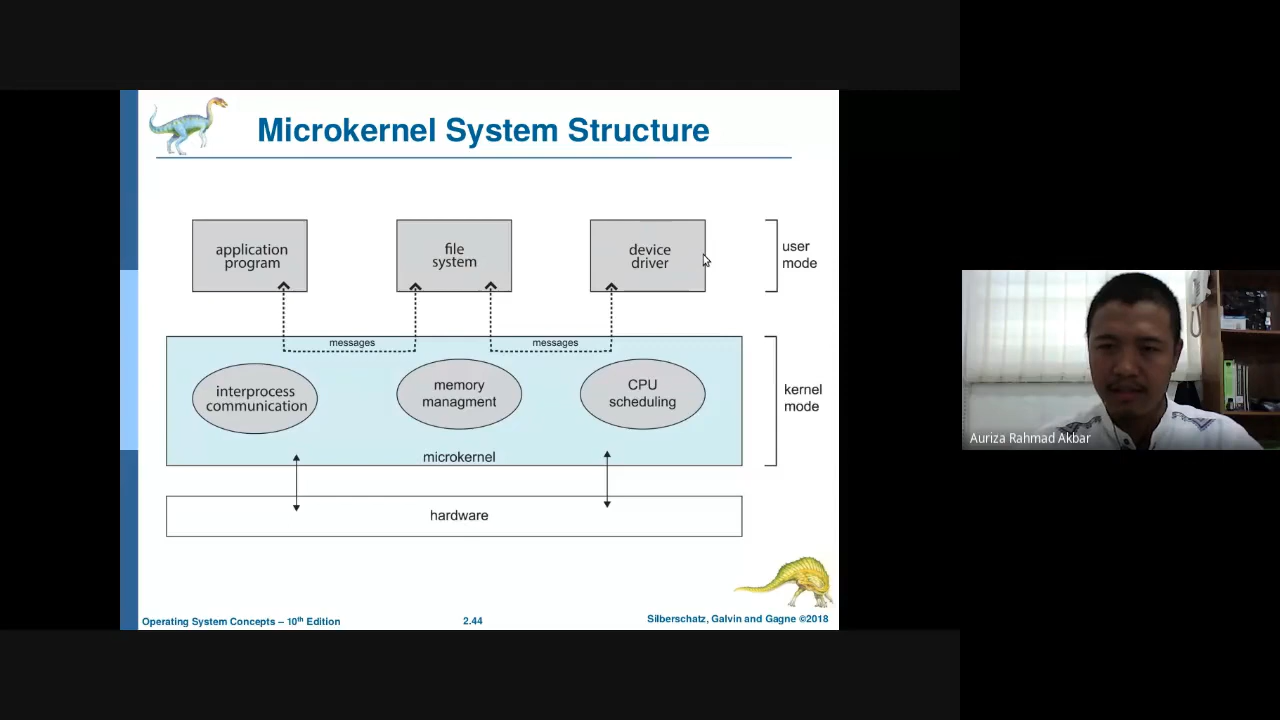 Microkernel System Structure
application
program
file
system
device
driver
user
mode
messages
messages
interprocess
communication
memory
managment
CPU
scheduling
kernel
mode
microkernel
hardware
Operating System Concepts – 10th Edition
2.44
Silberschatz, Galvin and Gagne ©2018
Auriza Rahmad Akbar